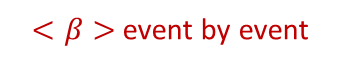 < 𝛽 > event by event